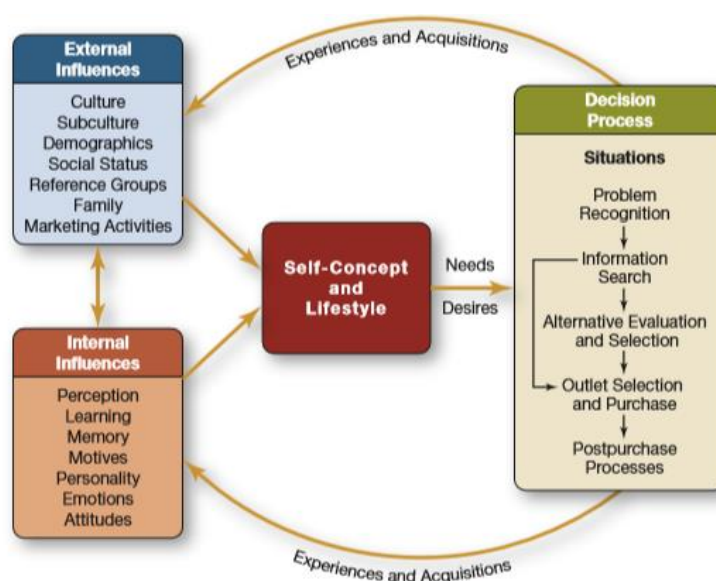 External
Influences
Culture
Subculture
Demographics
Social Status
Reference Groups
Family
Marketing Activities
Internal
Influences
Perception
Learning
Memory
Motives
Personality
Emotions
Attitudes
Experiences and Acquisitions
Self-Concept
and
Lifestyle
Needs
Desires
Experiences and Acquisitions
Decision
Process
Situations
Problem
Recognition
Information
Search
Alternative Evaluation
and Selection
Outlet Selection
and Purchase
Postpurchase
Processes